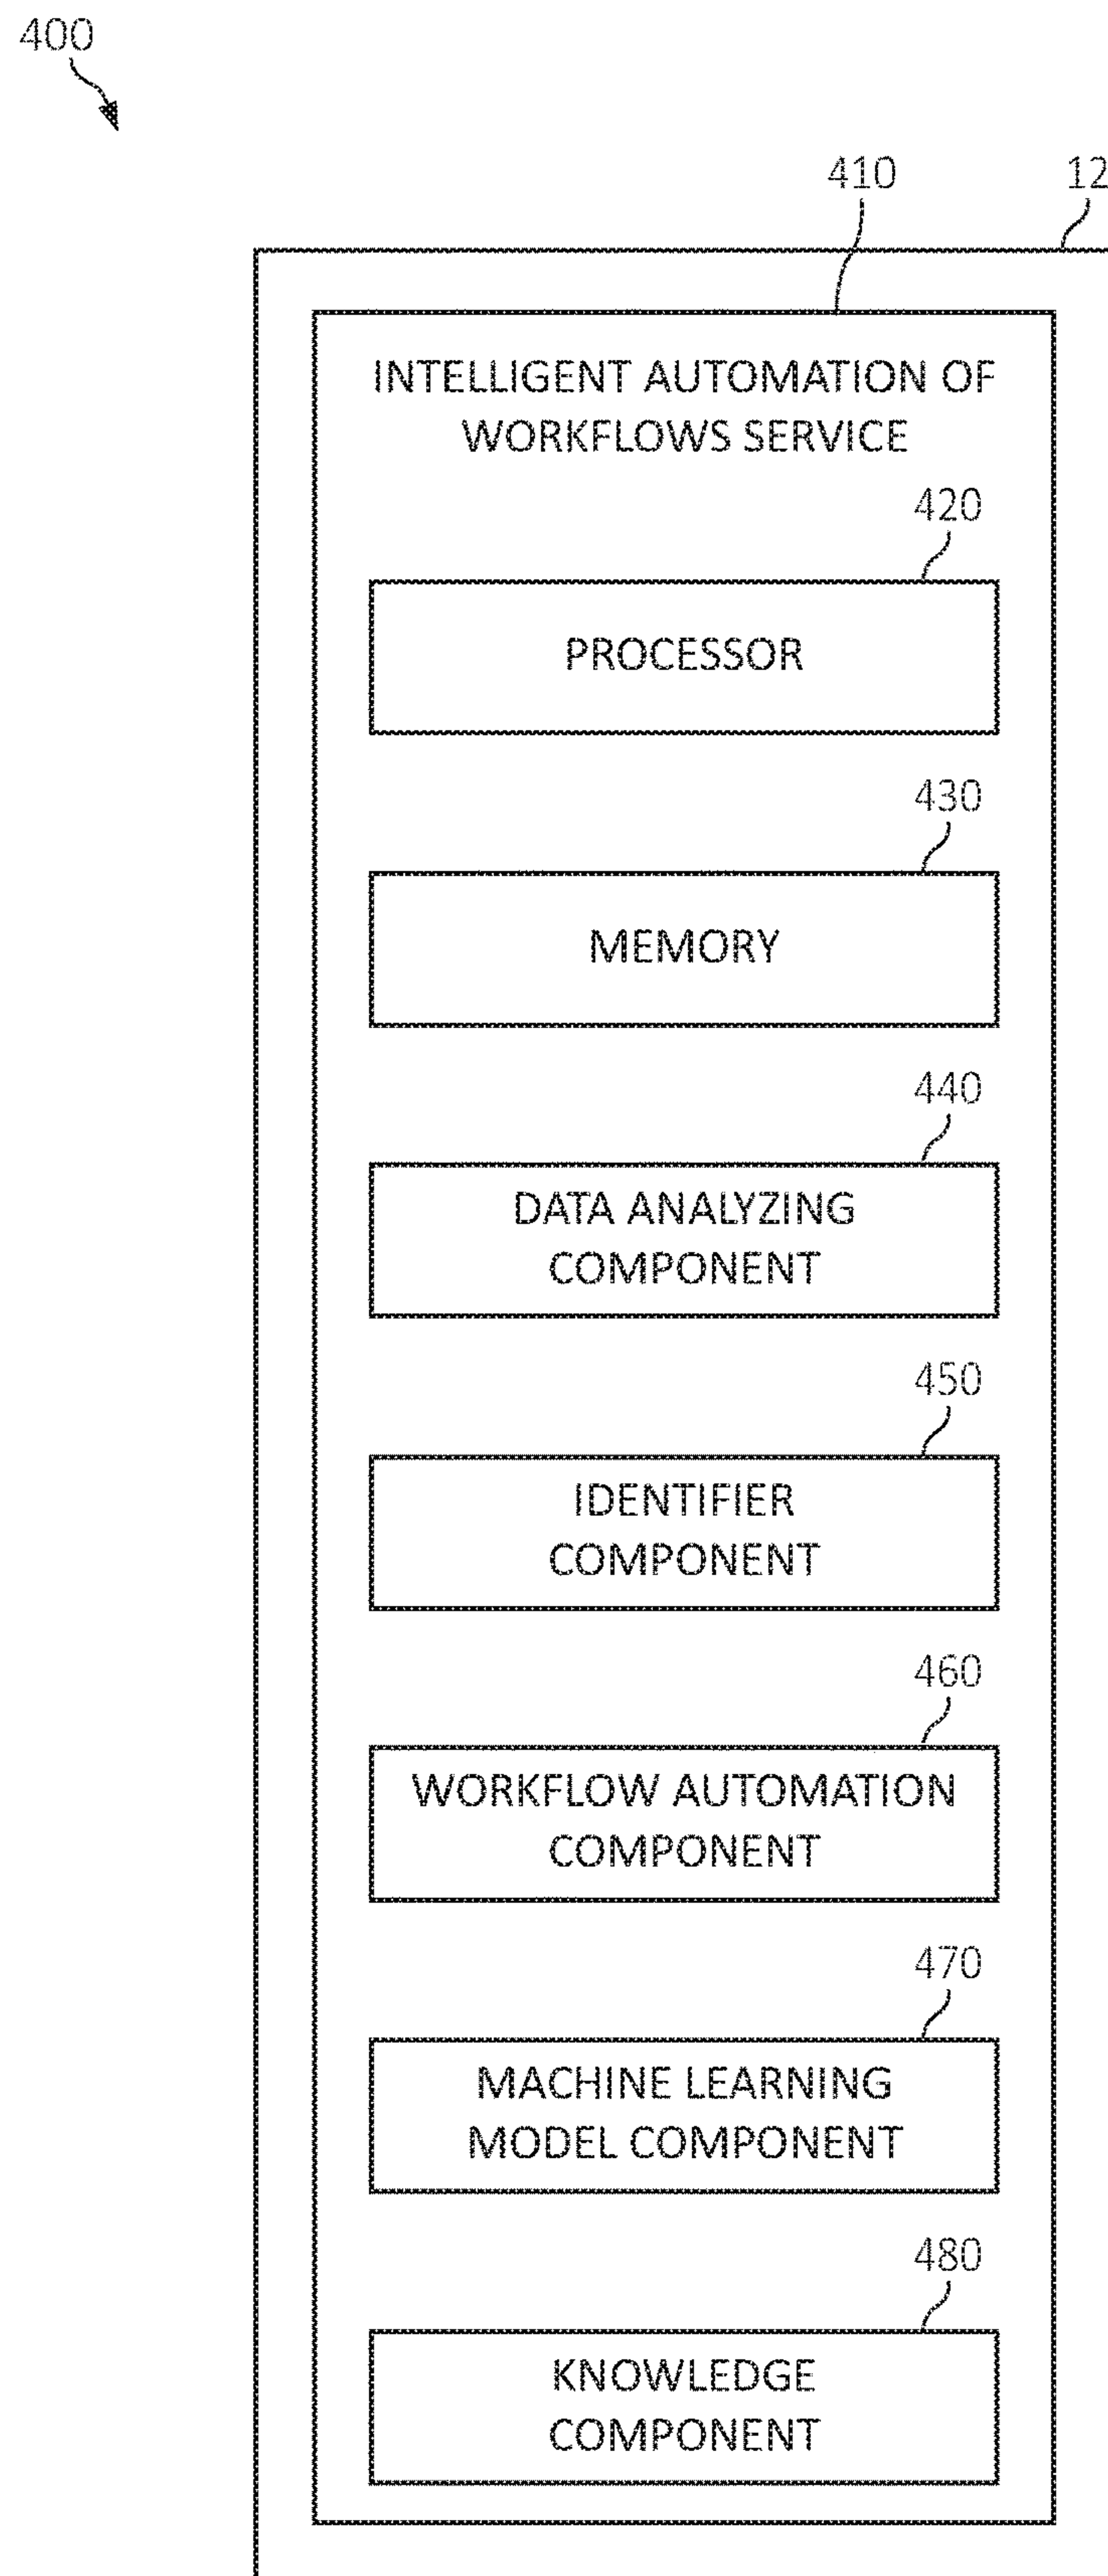 400
410
12
INTELLIGENT AUTOMATION OF
WORKFLOWS SERVICE
420
PROCESSOR
430
MEMORY
440
DATA ANALYZING
COMPONENT
450
IDENTIFIER
COMPONENT
460
WORKFLOW AUTOMATION
COMPONENT
470
MACHINE LEARNING
MODEL COMPONENT
480
KNOWLEDGE
COMPONENT